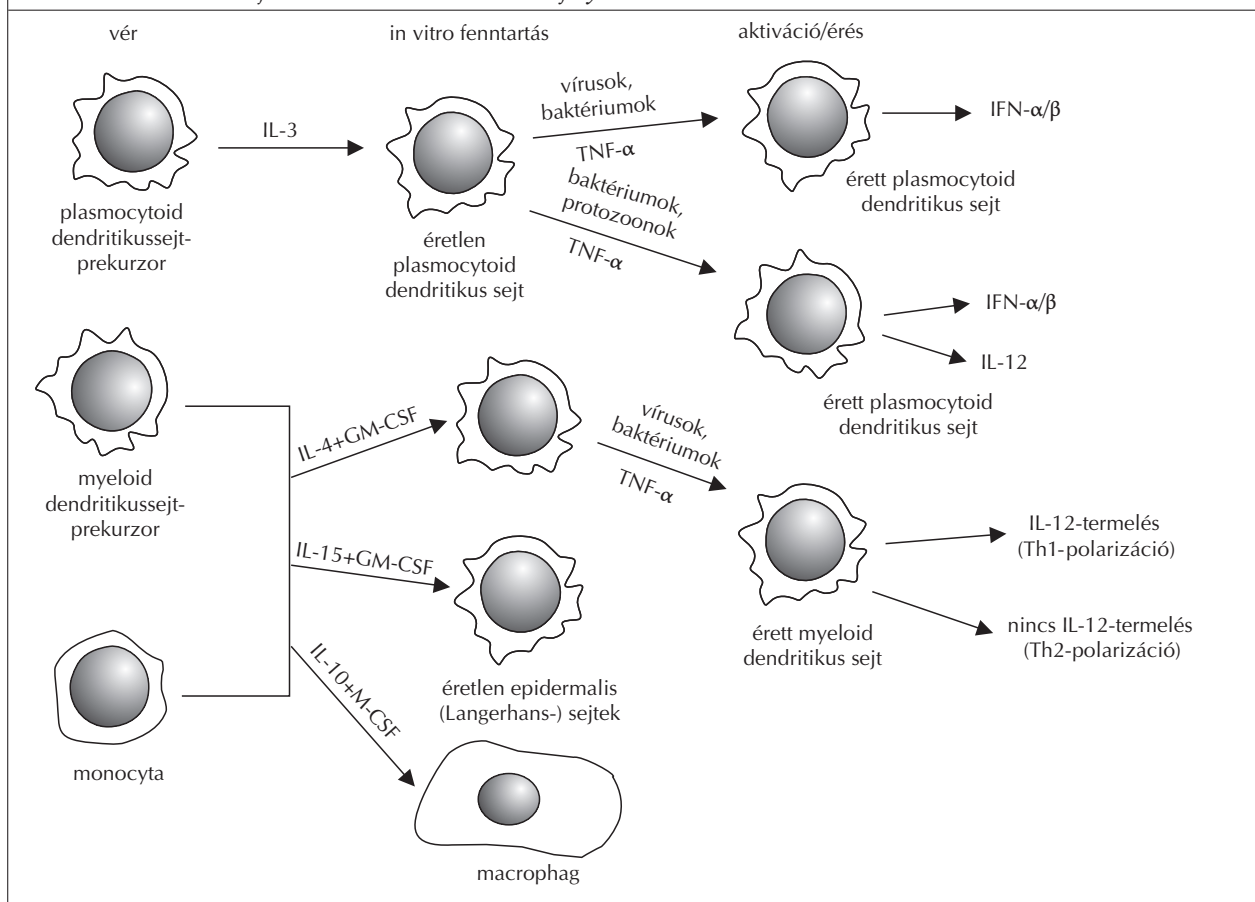 vér
in vitro fenntartás
aktiváció/érés
plasmocytoid
dendritikussejt-
prekurzor
IL-3
éretlen
plasmocytoid
dendritikus sejt
vírusok,
baktériumok
TNF-α
baktériumok,
protozoonok
TNF-α
IFN-α/β
érett plasmocytoid
dendritikus sejt
IFN-α/β
IL-12
érett plasmocytoid
dendritikus sejt
myeloid
dendritikussejt-
prekurzor
IL-4+GM-CSF
vírusok,
baktériumok
TNF-α
IL-12-termelés
(Th1-polarizáció)
nincs IL-12-termelés
(Th2-polarizáció)
érett myeloid
dendritikus sejt
IL-15+GM-CSF
éretlen epidermalis
(Langerhans-) sejtek
monocyta
IL-10+M-CSF
macrophag